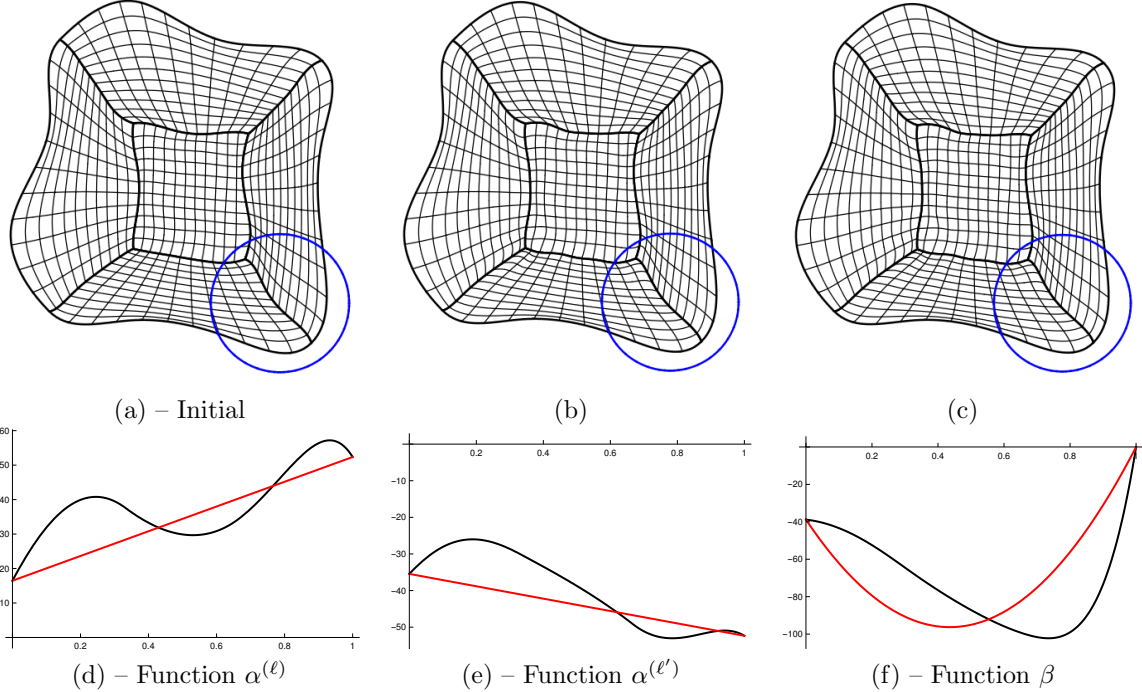 (a) – Initial
(b)
(c)
60
50
40
30
20
10
0.2 0.4 0.6 0.8 1
(d) – Function α^(ℓ)
0.2 0.4 0.6 0.8 1
−10
−20
−30
−40
−50
(e) – Function α^(ℓ′)
0.2 0.4 0.6 0.8 1
−20
−40
−60
−80
−100
(f) – Function β